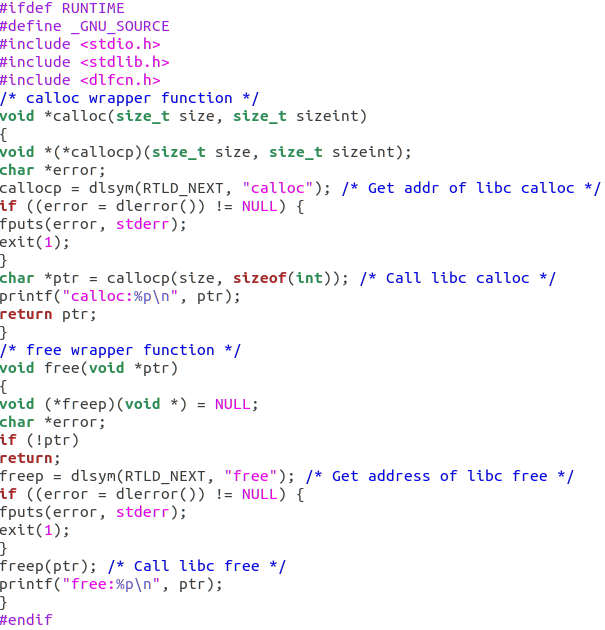 #ifdef RUNTIME
#define _GNU_SOURCE
#include <stdio.h>
#include <stdlib.h>
#include <dlfcn.h>
/* calloc wrapper function */
void *calloc(size_t size, size_t sizeint)
{
void *(*callocp)(size_t size, size_t sizeint);
char *error;
callocp = dlsym(RTLD_NEXT, "calloc"); /* Get addr of libc calloc */
if ((error = dlerror()) != NULL) {
fputs(error, stderr);
exit(1);
}
char *ptr = callocp(size, sizeof(int)); /* Call libc calloc */
printf("calloc:%p\n", ptr);
return ptr;
}
/* free wrapper function */
void free(void *ptr)
{
void (*freep)(void *) = NULL;
char *error;
if (!ptr)
return;
freep = dlsym(RTLD_NEXT, "free"); /* Get address of libc free */
if ((error = dlerror()) != NULL) {
fputs(error, stderr);
exit(1);
}
freep(ptr); /* Call libc free */
printf("free:%p\n", ptr);
}
#endif